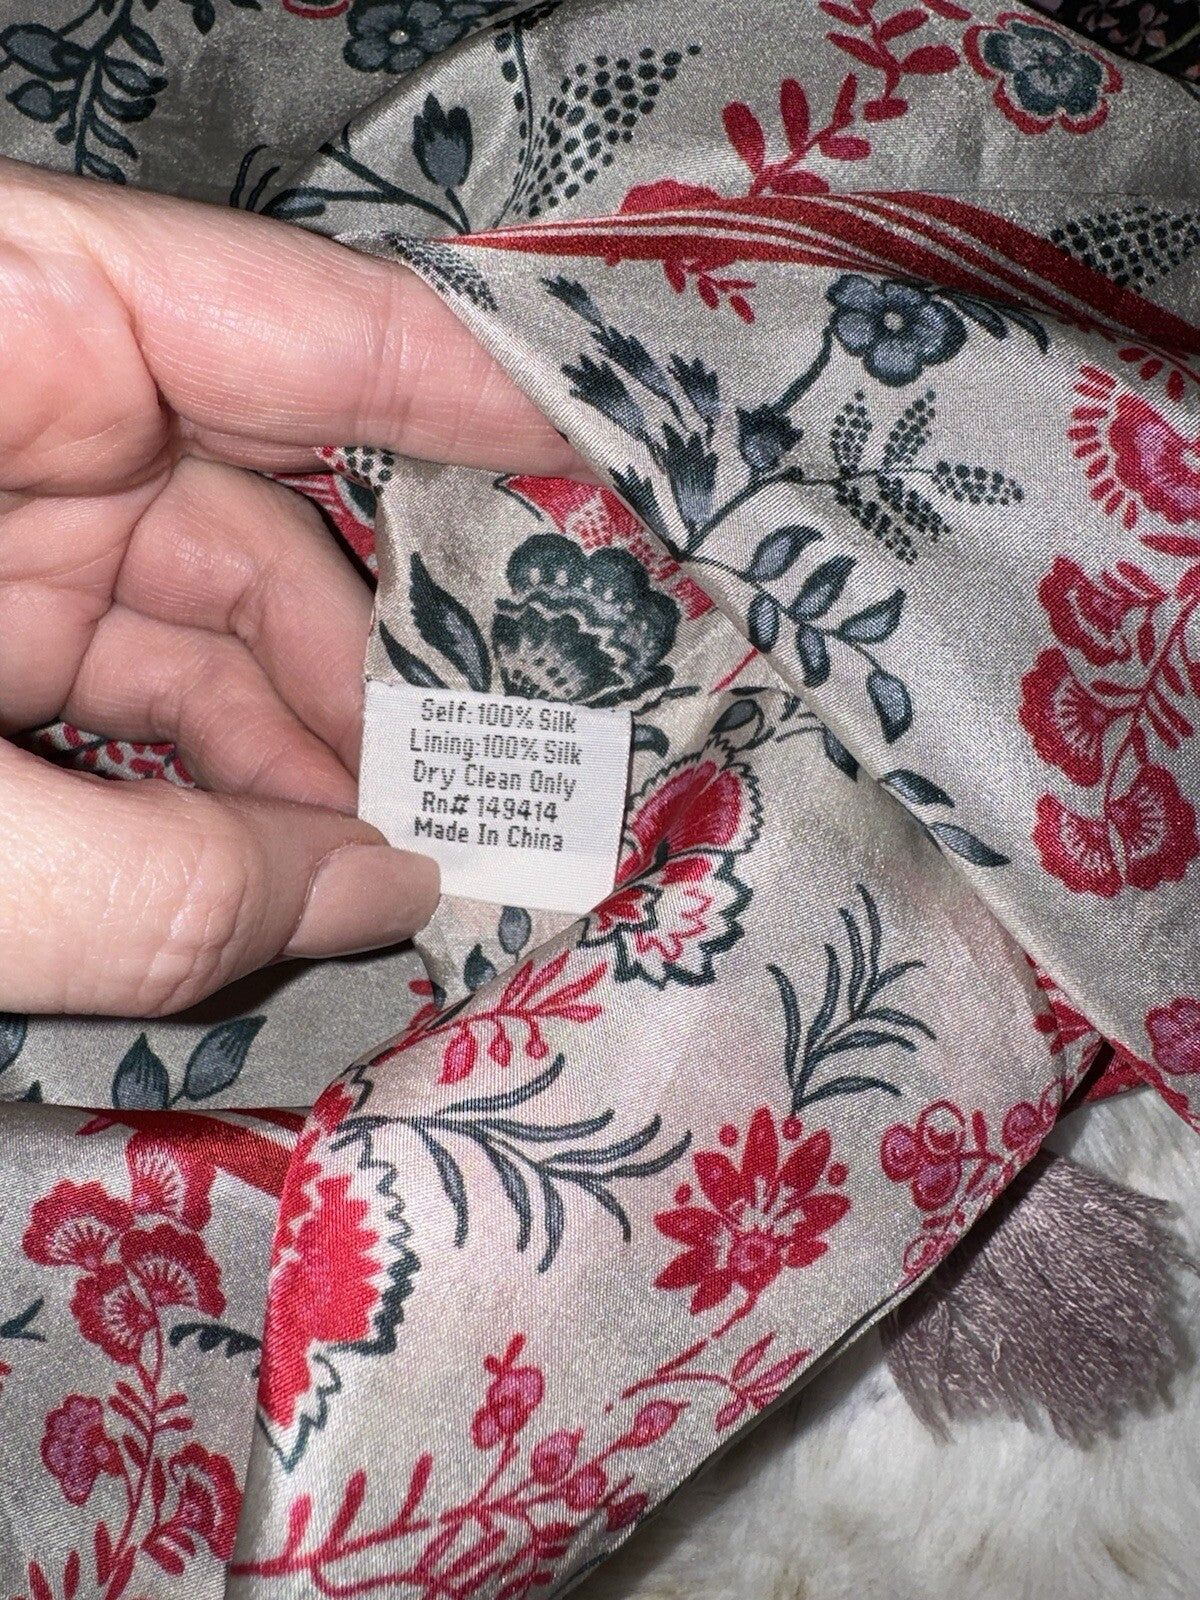 Self:100% Silk
Lining:100% Silk
Dry Clean Only
Rn# 149414
Made In China